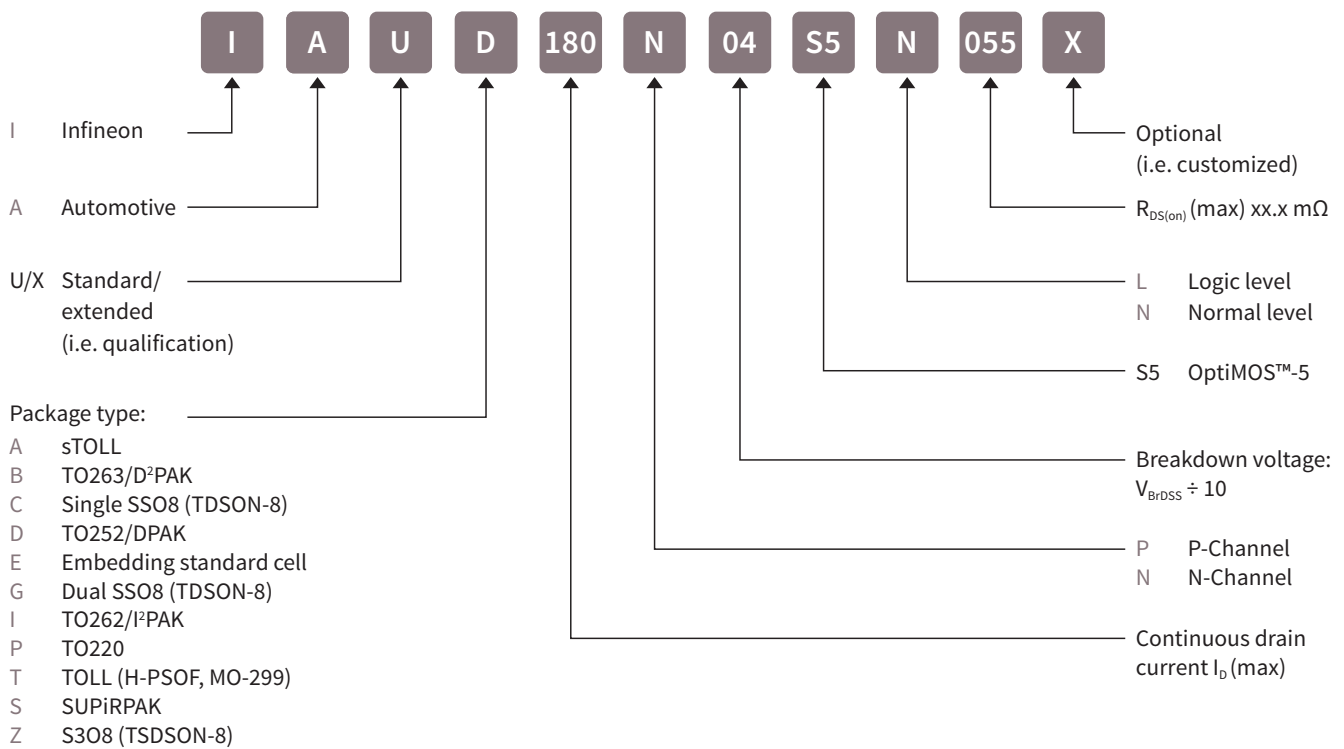 I A U D 180 N 04 S5 N 055 X
I Infineon
A Automotive
U/X Standard/
extended
(i.e. qualification)
Package type:
A sTOLL
B TO263/D²PAK
C Single SSO8 (TDSON-8)
D TO252/DPAK
E Embedding standard cell
G Dual SSO8 (TDSON-8)
I TO262/I²PAK
P TO220
T TOLL (H-PSOF, MO-299)
S SUPiRPAK
Z S3O8 (TSDSON-8)
Optional
(i.e. customized)
RDS(on) (max) xx.x mΩ
L Logic level
N Normal level
S5 OptiMOS™-5
Breakdown voltage:
VBrDSS ÷ 10
P P-Channel
N N-Channel
Continuous drain
current ID (max)